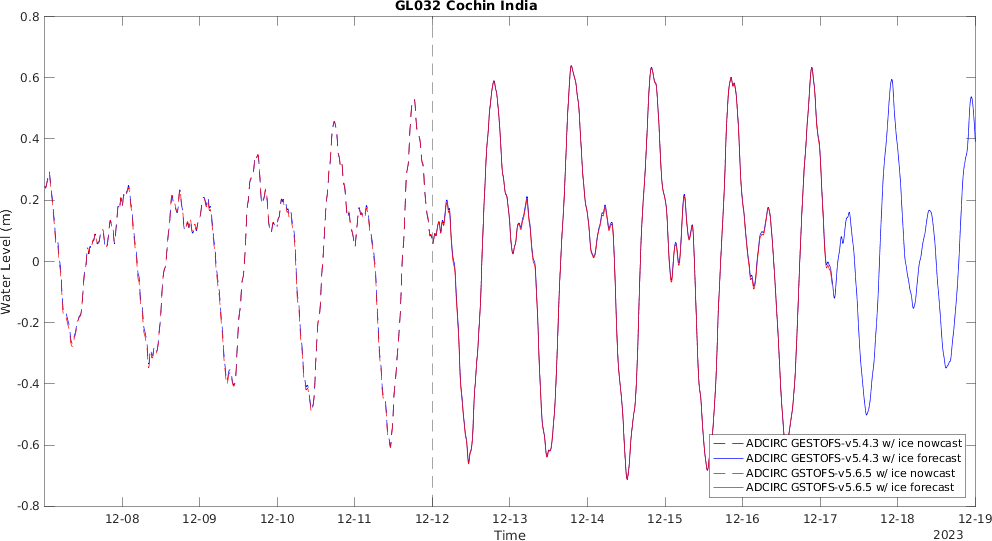 GL032 Cochin India
0.8
0.6
0.4
0.2
0
-0.2
-0.4
-0.6
-0.8
Water Level (m)
12-08 12-09 12-10 12-11 12-12 12-13 12-14 12-15 12-16 12-17 12-18 12-19
Time
2023
ADCIRC GESTOFS-v5.4.3 w/ ice nowcast
ADCIRC GESTOFS-v5.4.3 w/ ice forecast
ADCIRC GSTOFS-v5.6.5 w/ ice nowcast
ADCIRC GSTOFS-v5.6.5 w/ ice forecast